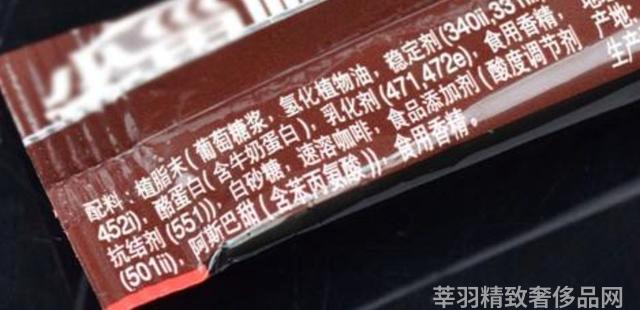 配料：植脂末(葡萄糖浆，氢化植物油，稳定剂(340ii,331
452i)，酪蛋白(含牛奶蛋白)，乳化剂(471 472e)，食用香精，
抗结剂(551))，白砂糖，速溶咖啡，食品添加剂(酸度调节剂
(501ii)，阿斯巴甜(含苯丙氨酸))，食用香精。
产地:
生产
莘羽精致奢侈品网